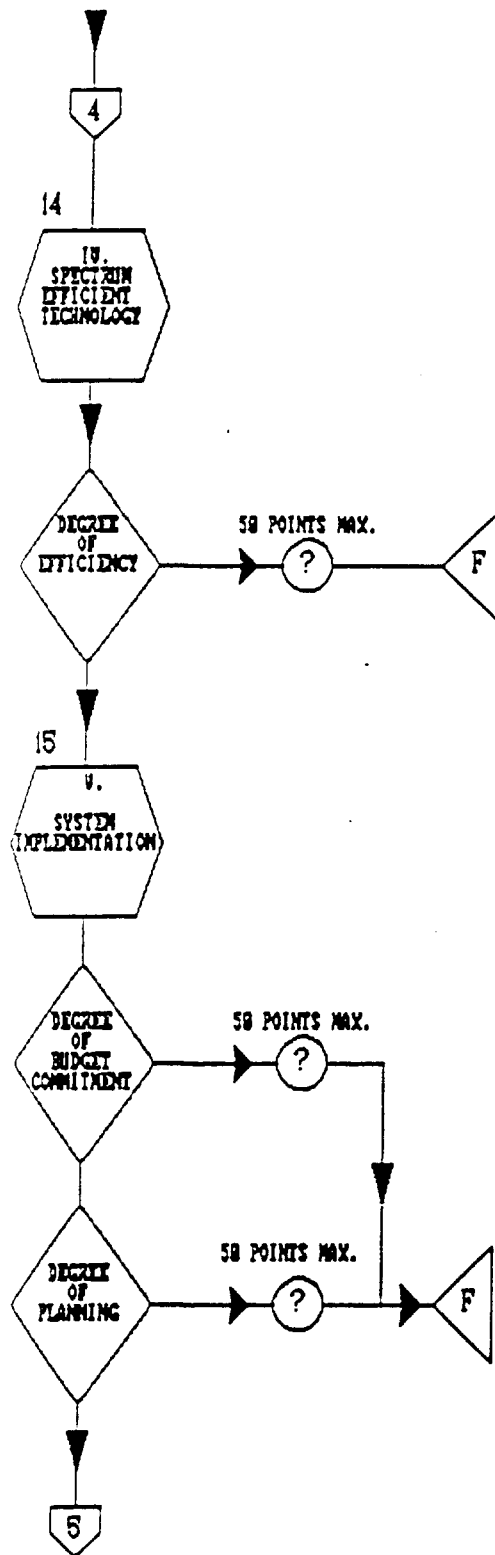 4
14
IV.
SPECTRUM
EFFICIENT
TECHNOLOGY
DEGREE
OF
EFFICIENCY
50 POINTS MAX.
?
F
15
V.
SYSTEM
IMPLEMENTATION
DEGREE
OF
BUDGET
COMMITMENT
50 POINTS MAX.
?
DEGREE
OF
PLANNING
50 POINTS MAX.
?
F
5